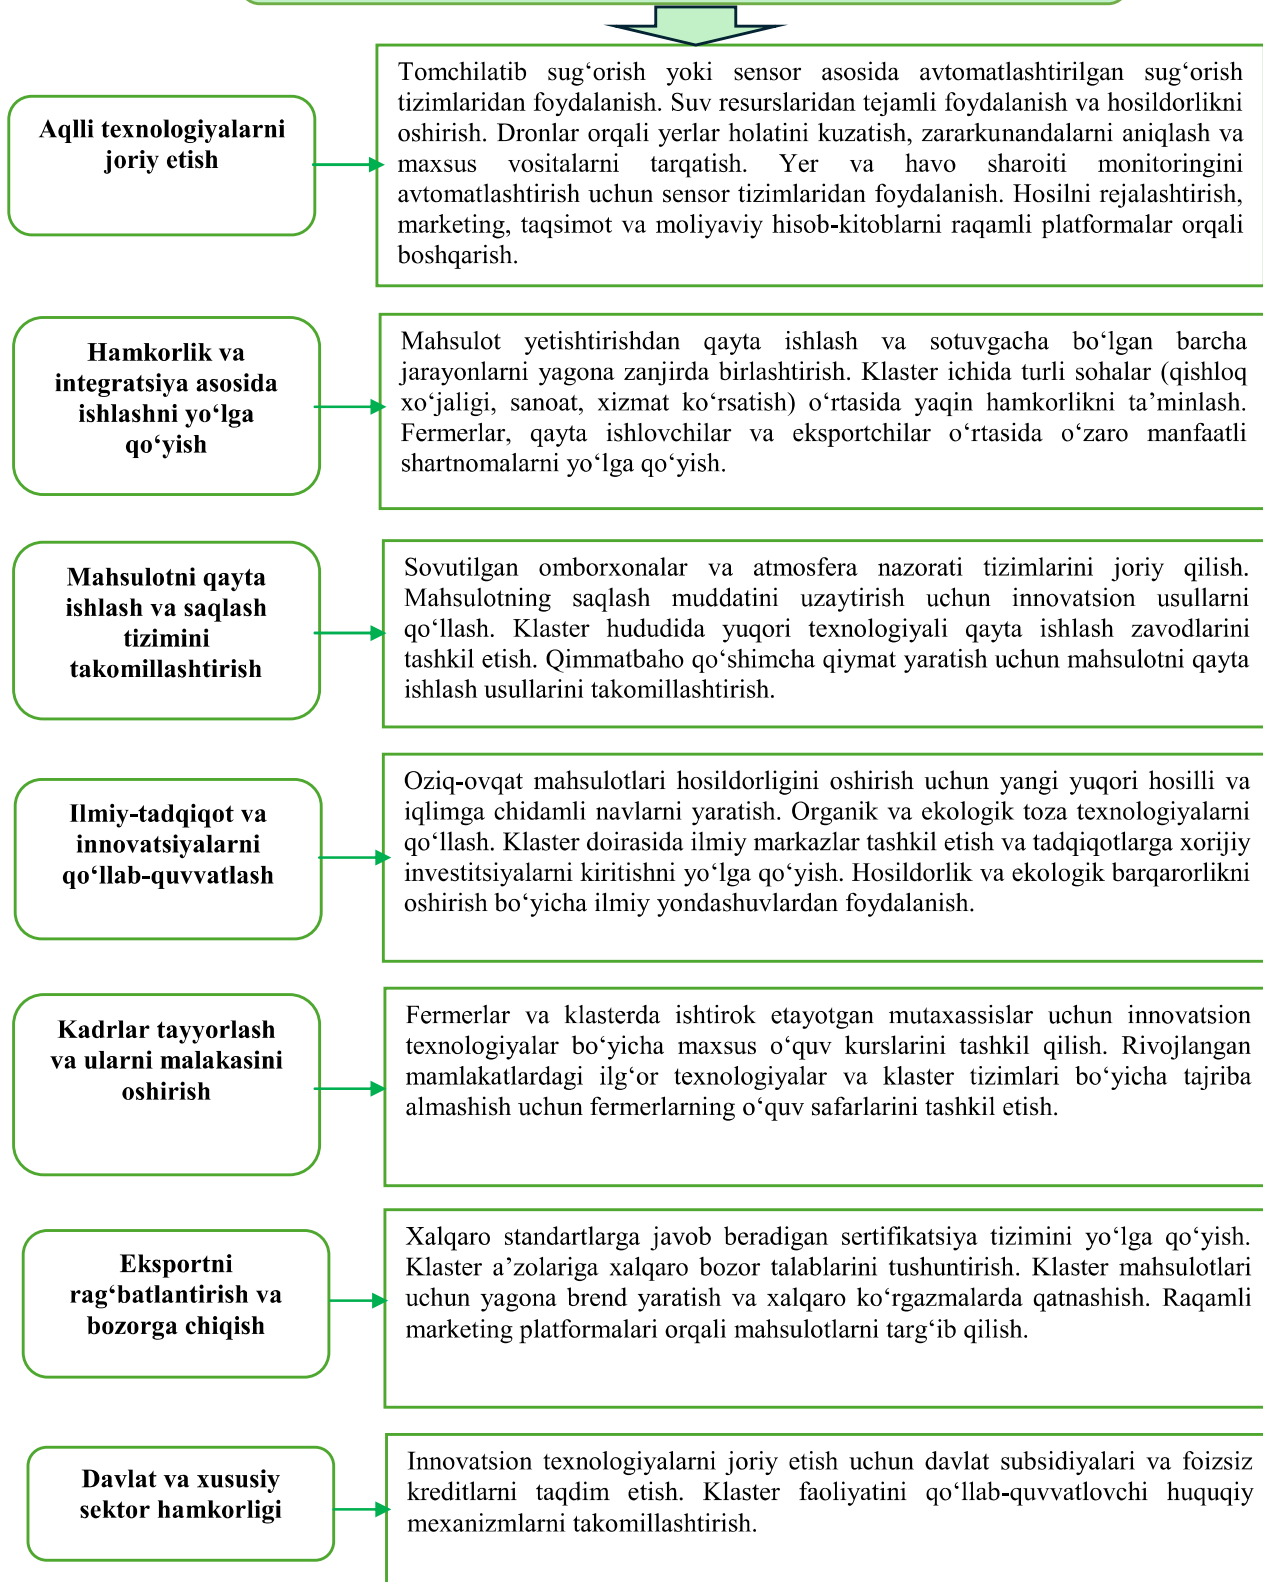 Aqlli texnologiyalarni
joriy etish
Tomchilatib sug‘orish yoki sensor asosida avtomatlashtirilgan sug‘orish
tizimlaridan foydalanish. Suv resurslaridan tejamli foydalanish va hosildorlikni
oshirish. Dronlar orqali yerlar holatini kuzatish, zararkunandalarni aniqlash va
maxsus vositalarni tarqatish. Yer va havo sharoiti monitoringini
avtomatlashtirish uchun sensor tizimlaridan foydalanish. Hosilni rejalashtirish,
marketing, taqsimot va moliyaviy hisob-kitoblarni raqamli platformalar orqali
boshqarish.
Hamkorlik va
integratsiya asosida
ishlashni yo‘lga
qo‘yish
Mahsulot yetishtirishdan qayta ishlash va sotuvgacha bo‘lgan barcha
jarayonlarni yagona zanjirda birlashtirish. Klaster ichida turli sohalar (qishloq
xo‘jaligi, sanoat, xizmat ko‘rsatish) o‘rtasida yaqin hamkorlikni ta’minlash.
Fermerlar, qayta ishlovchilar va eksportchilar o‘rtasida o‘zaro manfaatli
shartnomalarni yo‘lga qo‘yish.
Mahsulotni qayta
ishlash va saqlash
tizimini
takomillashtirish
Sovutilgan omborxonalar va atmosfera nazorati tizimlarini joriy qilish.
Mahsulotning saqlash muddatini uzaytirish uchun innovatsion usullarni
qo‘llash. Klaster hududida yuqori texnologiyali qayta ishlash zavodlarini
tashkil etish. Qimmatbaho qo‘shimcha qiymat yaratish uchun mahsulotni qayta
ishlash usullarini takomillashtirish.
Ilmiy-tadqiqot va
innovatsiyalarni
qo‘llab-quvvatlash
Oziq-ovqat mahsulotlari hosildorligini oshirish uchun yangi yuqori hosilli va
iqlimga chidamli navlarni yaratish. Organik va ekologik toza texnologiyalarni
qo‘llash. Klaster doirasida ilmiy markazlar tashkil etish va tadqiqotlarga xorijiy
investitsiyalarni kiritishni yo‘lga qo‘yish. Hosildorlik va ekologik barqarorlikni
oshirish bo‘yicha ilmiy yondashuvlardan foydalanish.
Kadrlar tayyorlash
va ularni malakasini
oshirish
Fermerlar va klasterda ishtirok etayotgan mutaxassislar uchun innovatsion
texnologiyalar bo‘yicha maxsus o‘quv kurslarini tashkil qilish. Rivojlangan
mamlakatlardagi ilg‘or texnologiyalar va klaster tizimlari bo‘yicha tajriba
almashish uchun fermerlarning o‘quv safarlarini tashkil etish.
Eksportni
rag‘batlantirish va
bozorga chiqish
Xalqaro standartlarga javob beradigan sertifikatsiya tizimini yo‘lga qo‘yish.
Klaster a’zolariga xalqaro bozor talablarini tushuntirish. Klaster mahsulotlari
uchun yagona brend yaratish va xalqaro ko‘rgazmalarda qatnashish. Raqamli
marketing platformalari orqali mahsulotlarni targ‘ib qilish.
Davlat va xususiy
sektor hamkorligi
Innovatsion texnologiyalarni joriy etish uchun davlat subsidiyalari va foizsiz
kreditlarni taqdim etish. Klaster faoliyatini qo‘llab-quvvatlovchi huquqiy
mexanizmlarni takomillashtirish.